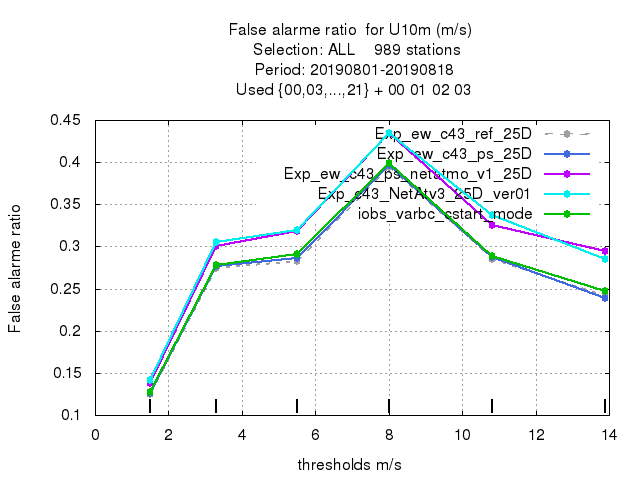 False alarme ratio  for U10m (m/s)
Selection: ALL    989 stations
Period: 20190801-20190818
Used {00,03,...,21} + 00 01 02 03
Exp_ew_c43_ref_25D
Exp_ew_c43_ps_25D
Exp_ew_c43_ps_netatmo_v1_25D
Exp_c43_NetAtv3_25D_ver01
iobs_varbc_cstart_mode
False alarme ratio
0.45
0.4
0.35
0.3
0.25
0.2
0.15
0.1
0 2 4 6 8 10 12 14
thresholds m/s